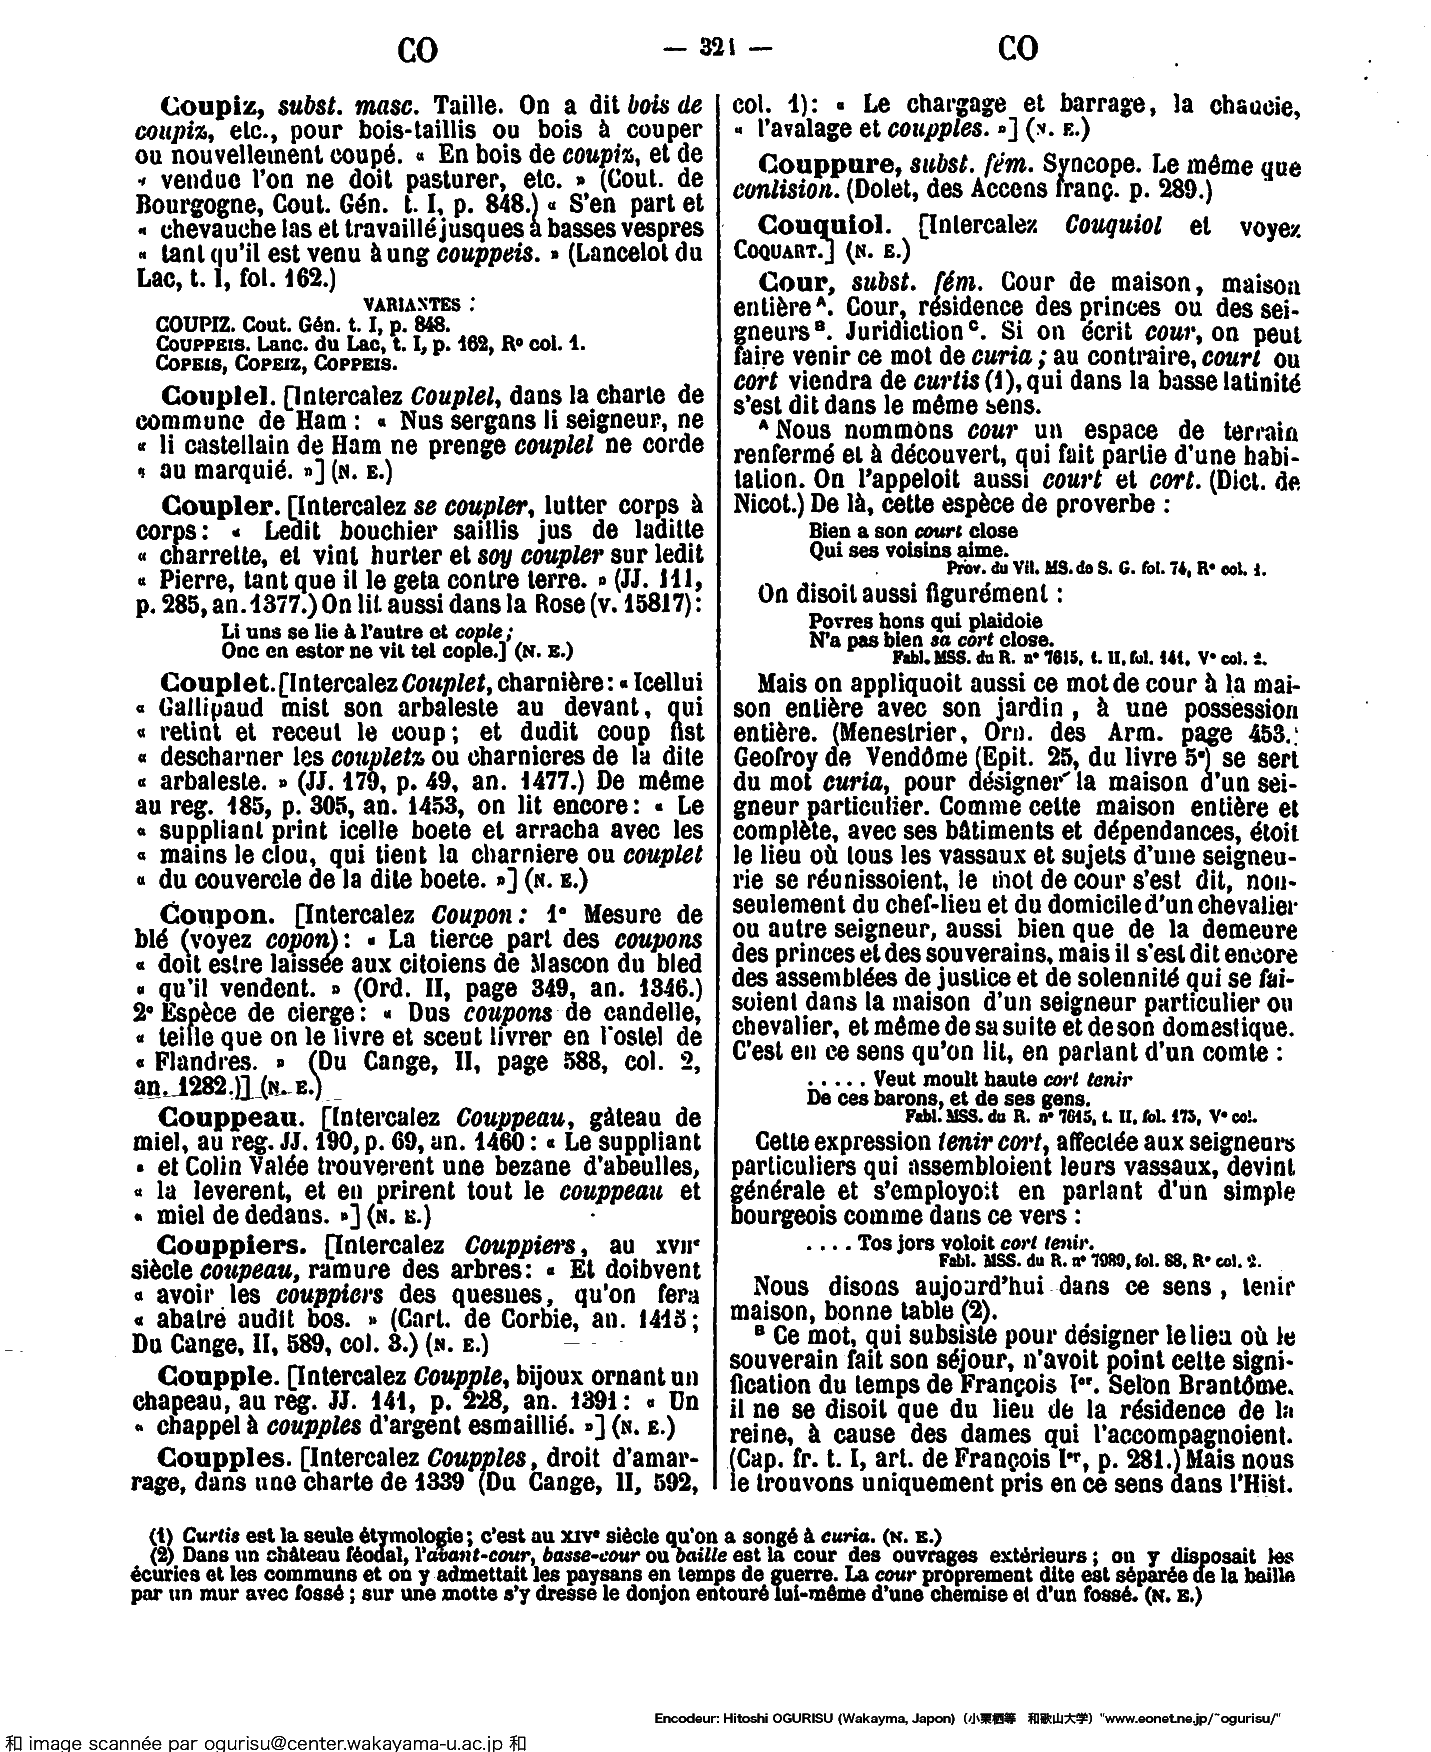 CO
— 321 —
CO
Coupiz, subst. masc. Taille. On a dit bois de
coupiz, etc., pour bois-taillis ou bois à couper
ou nouvellement coupé. « En bois de coupiz, et de
« vendue l'on ne doit pasturer, etc. » (Cout. de
Bourgogne, Cout. Gén. t. I, p. 848.) « S'en part et
« chevauche las et travaillé jusques à basses vespres
« tant qu'il est venu à ung couppeis. » (Lancelot du
Lac, t. I, fol. 162.)
VARIANTES :
COUPIZ. Cout. Gén. t. I, p. 848.
COUPPEIS. Lanc. du Lac, t. I, p. 162, R° col. 1.
COPEIS, COPEIZ, COPPEIS.
Couplel. [Intercalez Couplel, dans la charte de
commune de Ham : « Nus sergans li seigneur, ne
« li castellain de Ham ne prenge couplel ne corde
« au marquié. »] (N. E.)
Coupler. [Intercalez se coupler, lutter corps à
corps : « Ledit bouchier saillis jus de laditte
« charrette, et vint hurter et soy coupler sur ledit
« Pierre, tant que il le geta contre terre. » (JJ. 111,
p. 285, an. 1377.) On lit aussi dans la Rose (v. 15817) :
Li uns se lie à l'autre et cople ;
Onc en estor ne vit tel cople.] (N. E.)
Couplet. [Intercalez Couplet, charnière : « Icellui
« Gallipaud mist son arbaleste au devant, qui
« retint et receut le coup ; et dudit coup fist
« descharner les coupletz ou charnieres de la dite
« arbaleste. » (JJ. 179, p. 49, an. 1477.) De même
au reg. 185, p. 305, an. 1453, on lit encore : « Le
« suppliant print icelle boete et arracha avec les
« mains le clou, qui tient la charniere ou couplet
« du couvercle de la dite boete. »] (N. E.)
Coupon. [Intercalez Coupon : 1° Mesure de
blé (voyez copon) : « La tierce part des coupons
« doit estre laissée aux citoiens de Mascon du bled
« qu'il vendent. » (Ord. II, page 349, an. 1346.)
2° Espèce de cierge : « Dus coupons de candelle,
« teille que on le livre et sceut livrer en l'ostel de
« Flandres. » (Du Cange, II, page 588, col. 2,
an. 1282.)] (N. E.)
Couppeau. [Intercalez Couppeau, gâteau de
miel, au reg. JJ. 190, p. 69, an. 1460 : « Le suppliant
« et Colin Valée trouverent une bezane d'abeulles,
« la leverent, et en prirent tout le couppeau et
« miel de dedans. »] (N. E.)
Couppiers. [Intercalez Couppiers, au XVIIe
siècle coupeau, ramure des arbres : « Et doibvent
« avoir les couppiers des quesnes, qu'on fera
« abatre audit bos. » (Cart. de Corbie, an. 1415 ;
Du Cange, II, 589, col. 3.) (N. E.)
Coupple. [Intercalez Coupple, bijoux ornant un
chapeau, au reg. JJ. 141, p. 228, an. 1391 : « Un
« chappel à coupples d'argent esmaillié. »] (N. E.)
Coupples. [Intercalez Coupples, droit d'amar-
rage, dans une charte de 1339 (Du Cange, II, 592,
col. 1) : « Le chargage et barrage, la chaucie,
« l'avalage et coupples. »] (N. E.)
Couppure, subst. fém. Syncope. Le même que
conlision. (Dolet, des Accens franç. p. 289.)
Couquiol. [Intercalez Couquiol et voyez
COQUART.] (N. E.)
Cour, subst. fém. Cour de maison, maison
entière A. Cour, résidence des princes ou des sei-
gneurs B. Juridiction C. Si on écrit cour, on peut
faire venir ce mot de curia ; au contraire, court ou
cort viendra de curtis (1), qui dans la basse latinité
s'est dit dans le même sens.
A Nous nommons cour un espace de terrain
renfermé et à découvert, qui fait partie d'une habi-
tation. On l'appeloit aussi court et cort. (Dict. de
Nicot.) De là, cette espèce de proverbe :
Bien a son court close
Qui ses voisins aime.
Prov. du Vil. MS. de S. G. fol. 74, R° col. 1.
On disoit aussi figurément :
Povres hons qui plaidoie
N'a pas bien sa cort close.
Fabl. MSS. du R. n° 7615, t. II, fol. 141, V° col. 2.
Mais on appliquoit aussi ce mot de cour à la mai-
son entière avec son jardin, à une possession
entière. (Menestrier, Orn. des Arm. page 453.)
Geofroy de Vendôme (Epit. 25, du livre 5e) se sert
du mot curia, pour désigner la maison d'un sei-
gneur particulier. Comme cette maison entière et
complète, avec ses bâtiments et dépendances, étoit
le lieu où tous les vassaux et sujets d'une seigneu-
rie se réunissoient, le mot de cour s'est dit, non-
seulement du chef-lieu et du domicile d'un chevalier
ou autre seigneur, aussi bien que de la demeure
des princes et des souverains, mais il s'est dit encore
des assemblées de justice et de solennité qui se fai-
soient dans la maison d'un seigneur particulier ou
chevalier, et même de sa suite et de son domestique.
C'est en ce sens qu'on lit, en parlant d'un comte :
..... Veut moult haute cort tenir
De ces barons, et de ses gens.
Fabl. MSS. du R. n° 7615, t. II, fol. 173, V° col.
Cette expression tenir cort, affectée aux seigneurs
particuliers qui assembloient leurs vassaux, devint
générale et s'employoit en parlant d'un simple
bourgeois comme dans ce vers :
.... Tos jors voloit cort tenir.
Fabl. MSS. du R. n° 7989, fol. 88, R° col. 2.
Nous disons aujourd'hui dans ce sens, tenir
maison, bonne table (2).
B Ce mot, qui subsiste pour désigner le lieu où le
souverain fait son séjour, n'avoit point cette signi-
fication du temps de François Ier. Selon Brantôme,
il ne se disoit que du lieu de la résidence de la
reine, à cause des dames qui l'accompagnoient.
(Cap. fr. t. I, art. de François Ier, p. 281.) Mais nous
le trouvons uniquement pris en ce sens dans l'Hist.
(1) Curtis est la seule étymologie ; c'est au XIVe siècle qu'on a songé à curia. (N. E.)
(2) Dans un château féodal, l'avant-cour, basse-cour ou baille est la cour des ouvrages extérieurs ; on y disposait les
écuries et les communs et on y admettait les paysans en temps de guerre. La cour proprement dite est séparée de la baille
par un mur avec fossé ; sur une motte s'y dresse le donjon entouré lui-même d'une chemise et d'un fossé. (N. E.)
Encodeur: Hitoshi OGURISU (Wakayma, Japon) (小栗栖等 和歌山大学) "www.eonet.ne.jp/~ogurisu/"
和 image scannée par ogurisu@center.wakayama-u.ac.jp 和